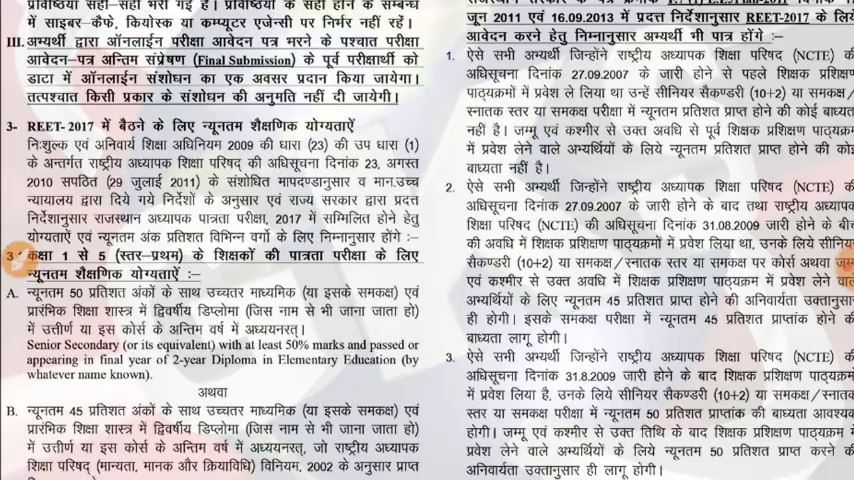 प्रविष्ठिया सही-सही भरी गई है। प्रविष्ठियों के सही होने के सम्बन्ध
में साइबर-कैफे, कियोस्क या कम्प्यूटर एजेन्सी पर निर्भर नहीं रहें।
III. अभ्यर्थी द्वारा ऑनलाईन परीक्षा आवेदन पत्र भरने के पश्चात परीक्षा
आवेदन-पत्र अन्तिम संप्रेषण (Final Submission) के पूर्व परीक्षार्थी को
डाटा में ऑनलाईन संशोधन का एक अवसर प्रदान किया जायेगा।
तत्पश्चात किसी प्रकार के संशोधन की अनुमति नहीं दी जायेगी।
3- REET-2017 में बैठने के लिए न्यूनतम शैक्षणिक योग्यताऐं
निःशुल्क एवं अनिवार्य शिक्षा अधिनियम 2009 की धारा (23) की उप धारा (1)
के अन्तर्गत राष्ट्रीय अध्यापक शिक्षा परिषद् की अधिसूचना दिनांक 23, अगस्त
2010 सपठित (29 जुलाई 2011) के संशोधित मापदण्डानुसार व मान.उच्च
न्यायालय द्वारा दिये गये निर्देशों के अनुसार एवं राज्य सरकार द्वारा प्रदत्त
निर्देशानुसार राजस्थान अध्यापक पात्रता परीक्षा, 2017 में सम्मिलित होने हेतु
योग्यताऐं एवं न्यूनतम अंक प्रतिशत विभिन्न वर्गो के लिए निम्नानुसार होंगे :–
3 कक्षा 1 से 5 (स्तर–प्रथम) के शिक्षकों की पात्रता परीक्षा के लिए
न्यूनतम शैक्षणिक योग्यताऐं :–
A. न्यूनतम 50 प्रतिशत अंकों के साथ उच्चतर माध्यमिक (या इसके समकक्ष) एवं
प्रारंभिक शिक्षा शास्त्र में द्विवर्षीय डिप्लोमा (जिस नाम से भी जाना जाता हो)
में उत्तीर्ण या इस कोर्स के अन्तिम वर्ष में अध्ययनरत्।
Senior Secondary (or its equivalent) with at least 50% marks and passed or
appearing in final year of 2-year Diploma in Elementary Education (by
whatever name known).
अथवा
B. न्यूनतम 45 प्रतिशत अंकों के साथ उच्चतर माध्यमिक (या इसके समकक्ष) एवं
प्रारंभिक शिक्षा शास्त्र में द्विवर्षीय डिप्लोमा (जिस नाम से भी जाना जाता हो)
में उत्तीर्ण या इस कोर्स के अन्तिम वर्ष में अध्ययनरत्, जो राष्ट्रीय अध्यापक
शिक्षा परिषद् (मान्यता, मानक और क्रियाविधि) विनियम, 2002 के अनुसार प्राप्त
जून 2011 एवं 16.09.2013 में प्रदत्त निर्देशानुसार REET-2017 के लिये
आवेदन करने हेतु निम्नानुसार अभ्यर्थी भी पात्र होंगे :–
1. ऐसे सभी अभ्यर्थी जिन्होंने राष्ट्रीय अध्यापक शिक्षा परिषद (NCTE) की
अधिसूचना दिनांक 27.09.2007 के जारी होने से पहले शिक्षक प्रशिक्षण
पाठ्यक्रमों में प्रवेश ले लिया था उन्हें सीनियर सैकण्डरी (10+2) या समकक्ष/
स्नातक स्तर या समकक्ष परीक्षा में न्यूनतम प्रतिशत प्राप्त होने की कोई बाध्यता
नहीं है। जम्मू एवं कश्मीर से उक्त अवधि से पूर्व शिक्षक प्रशिक्षण पाठ्यक्रम
में प्रवेश लेने वाले अभ्यर्थियों के लिये न्यूनतम प्रतिशत प्राप्त होने की कोई
बाध्यता नहीं है।
2. ऐसे सभी अभ्यर्थी जिन्होंने राष्ट्रीय अध्यापक शिक्षा परिषद (NCTE) की
अधिसूचना दिनांक 27.09.2007 के जारी होने के बाद तथा राष्ट्रीय अध्यापक
शिक्षा परिषद (NCTE) की अधिसूचना दिनांक 31.08.2009 जारी होने के बीच
की अवधि में शिक्षक प्रशिक्षण पाठ्यक्रमों में प्रवेश लिया था, उनके लिये सीनियर
सैकण्डरी (10+2) या समकक्ष/स्नातक स्तर या समकक्ष पर कोर्स अथवा जम्मू
एवं कश्मीर से उक्त अवधि में शिक्षक प्रशिक्षण पाठ्यक्रम में प्रवेश लेने वाले
अभ्यर्थियों के लिए न्यूनतम 45 प्रतिशत प्राप्त होने की अनिवार्यता उक्तानुसार
ही होगी। इसके समकक्ष परीक्षा में न्यूनतम 45 प्रतिशत प्राप्तांक होने की
बाध्यता लागू होगी।
3. ऐसे सभी अभ्यर्थी जिन्होंने राष्ट्रीय अध्यापक शिक्षा परिषद (NCTE) की
अधिसूचना दिनांक 31.8.2009 जारी होने के बाद शिक्षक प्रशिक्षण पाठ्यक्रमों
में प्रवेश लिया है, उनके लिये सीनियर सैकण्डरी (10+2) या समकक्ष/स्नातक
स्तर या समकक्ष परीक्षा में न्यूनतम 50 प्रतिशत प्राप्तांक की बाध्यता आवश्यक
होगी। जम्मू एवं कश्मीर से उक्त तिथि के बाद शिक्षक प्रशिक्षण पाठ्यक्रम में
प्रवेश लेने वाले अभ्यर्थियों के लिये न्यूनतम 50 प्रतिशत प्राप्त करने की
अनिवार्यता उक्तानुसार ही लागू होगी।